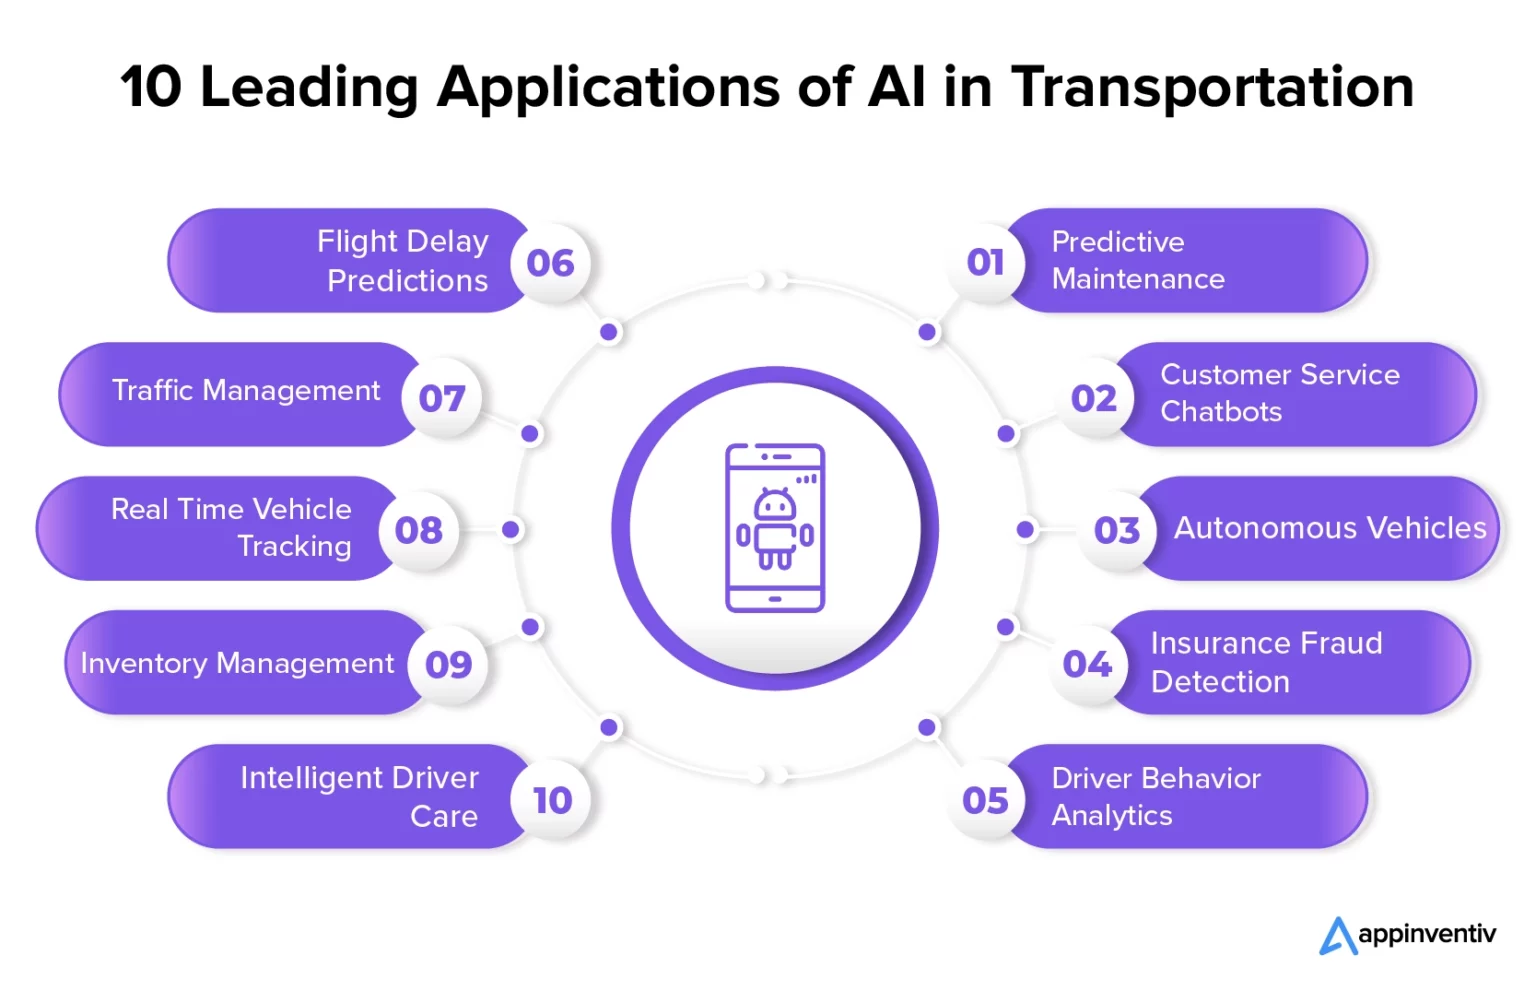 10 Leading Applications of AI in Transportation
01
Predictive
Maintenance
02
Customer Service
Chatbots
03
Autonomous Vehicles
04
Insurance Fraud
Detection
05
Driver Behavior
Analytics
06
Flight Delay
Predictions
07
Traffic Management
08
Real Time Vehicle
Tracking
09
Inventory Management
10
Intelligent Driver
Care
appinventiv